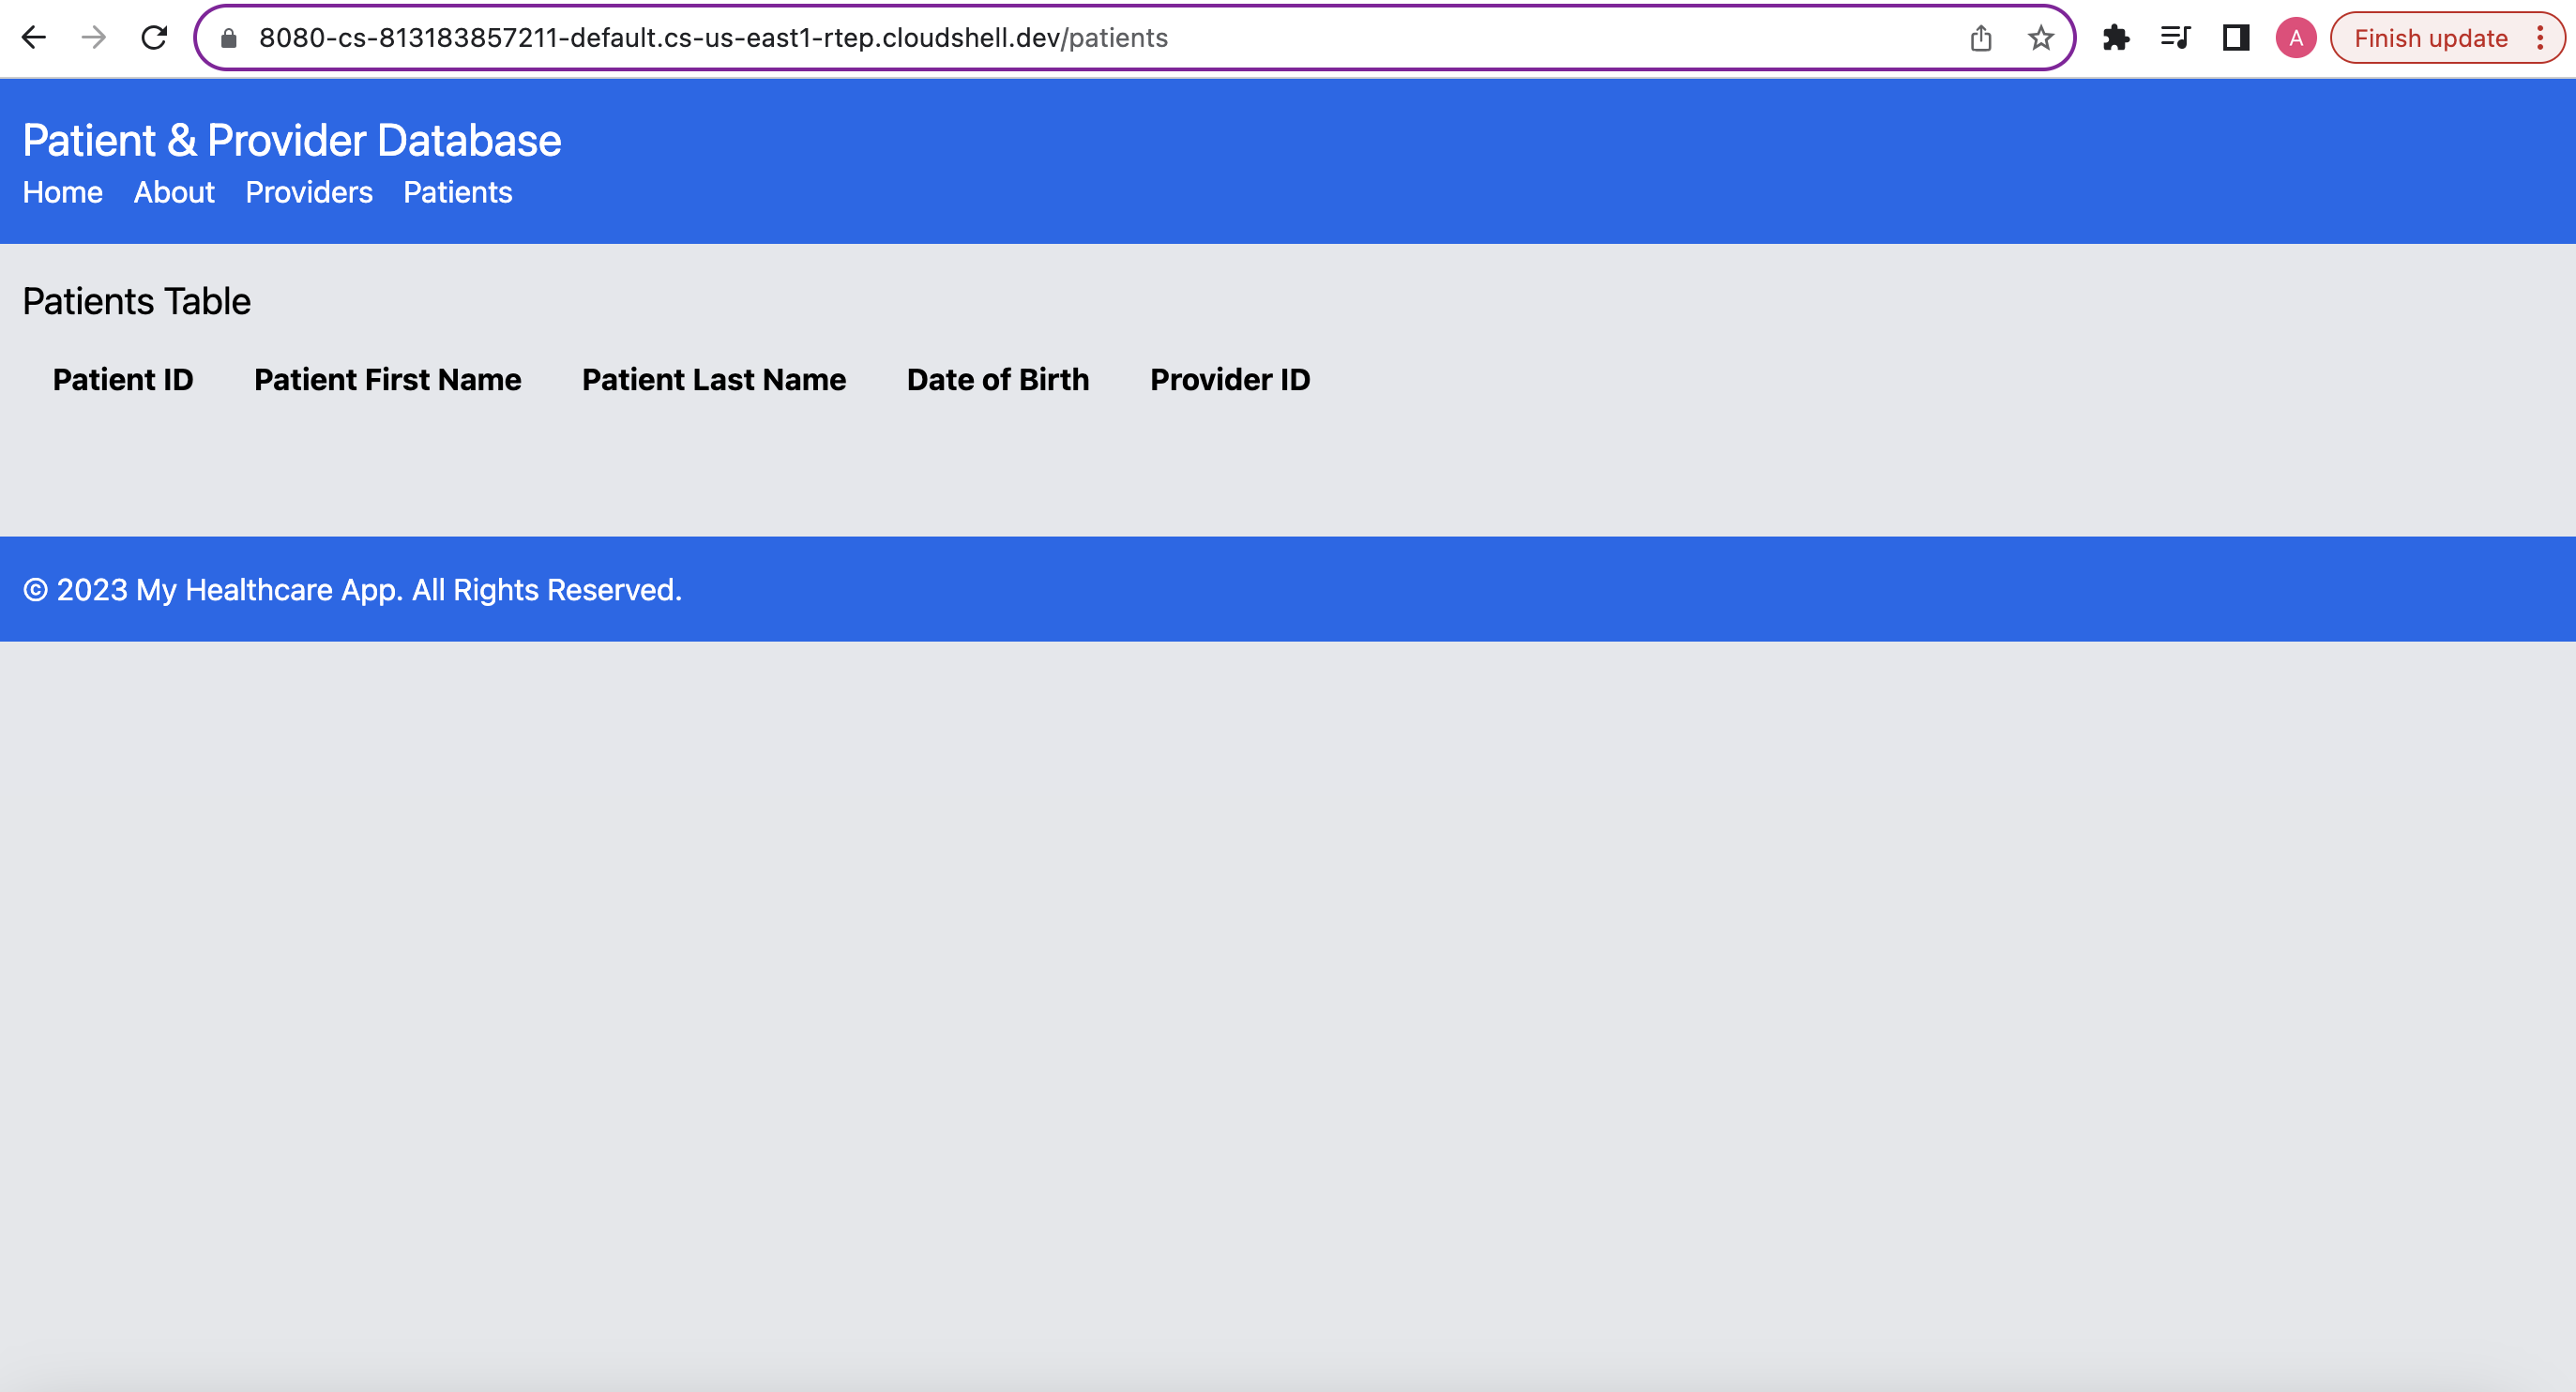 8080-cs-813183857211-default.cs-us-east1-rtep.cloudshell.dev/patients
A
Finish update
Patient & Provider Database
Home About Providers Patients
Patients Table
Patient ID Patient First Name Patient Last Name Date of Birth Provider ID
© 2023 My Healthcare App. All Rights Reserved.